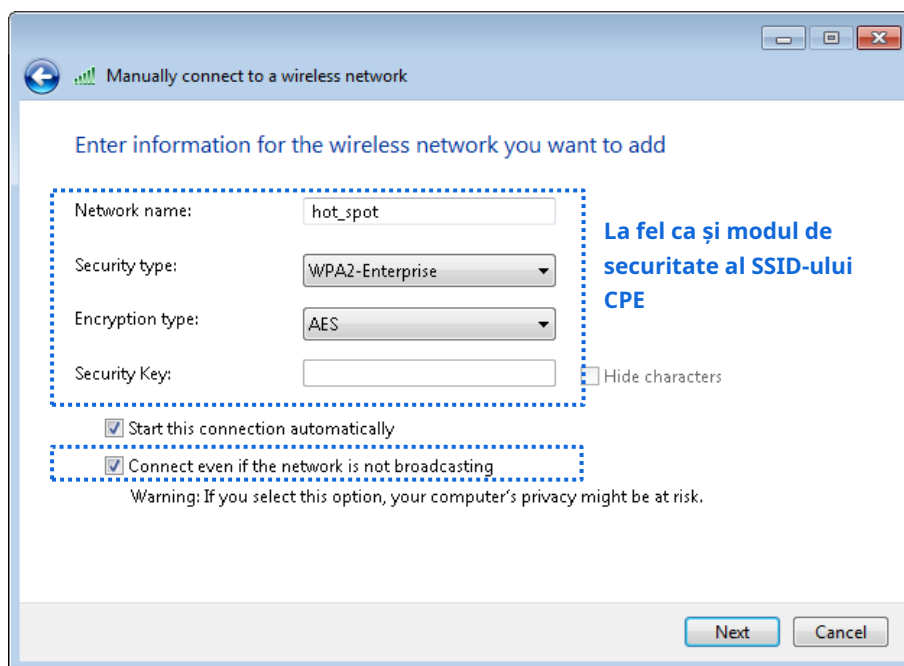 Manually connect to a wireless network
Enter information for the wireless network you want to add
Network name:
hot_spot
La fel ca și modul de
securitate al SSID-ului
CPE
Security type:
WPA2-Enterprise
Encryption type:
AES
Security Key:
Hide characters
Start this connection automatically
Connect even if the network is not broadcasting
Warning: If you select this option, your computer's privacy might be at risk.
Next
Cancel